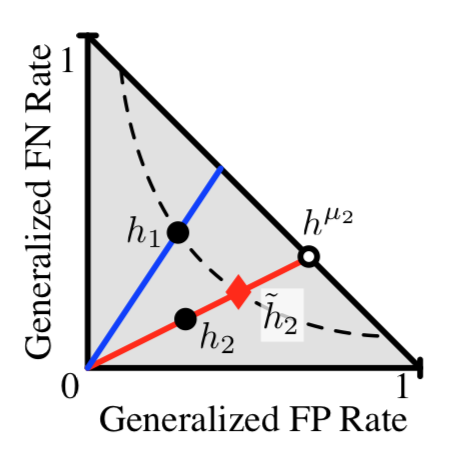 1
Generalized FN Rate
h₁
h^μ₂
h̃₂
h₂
0
1
Generalized FP Rate